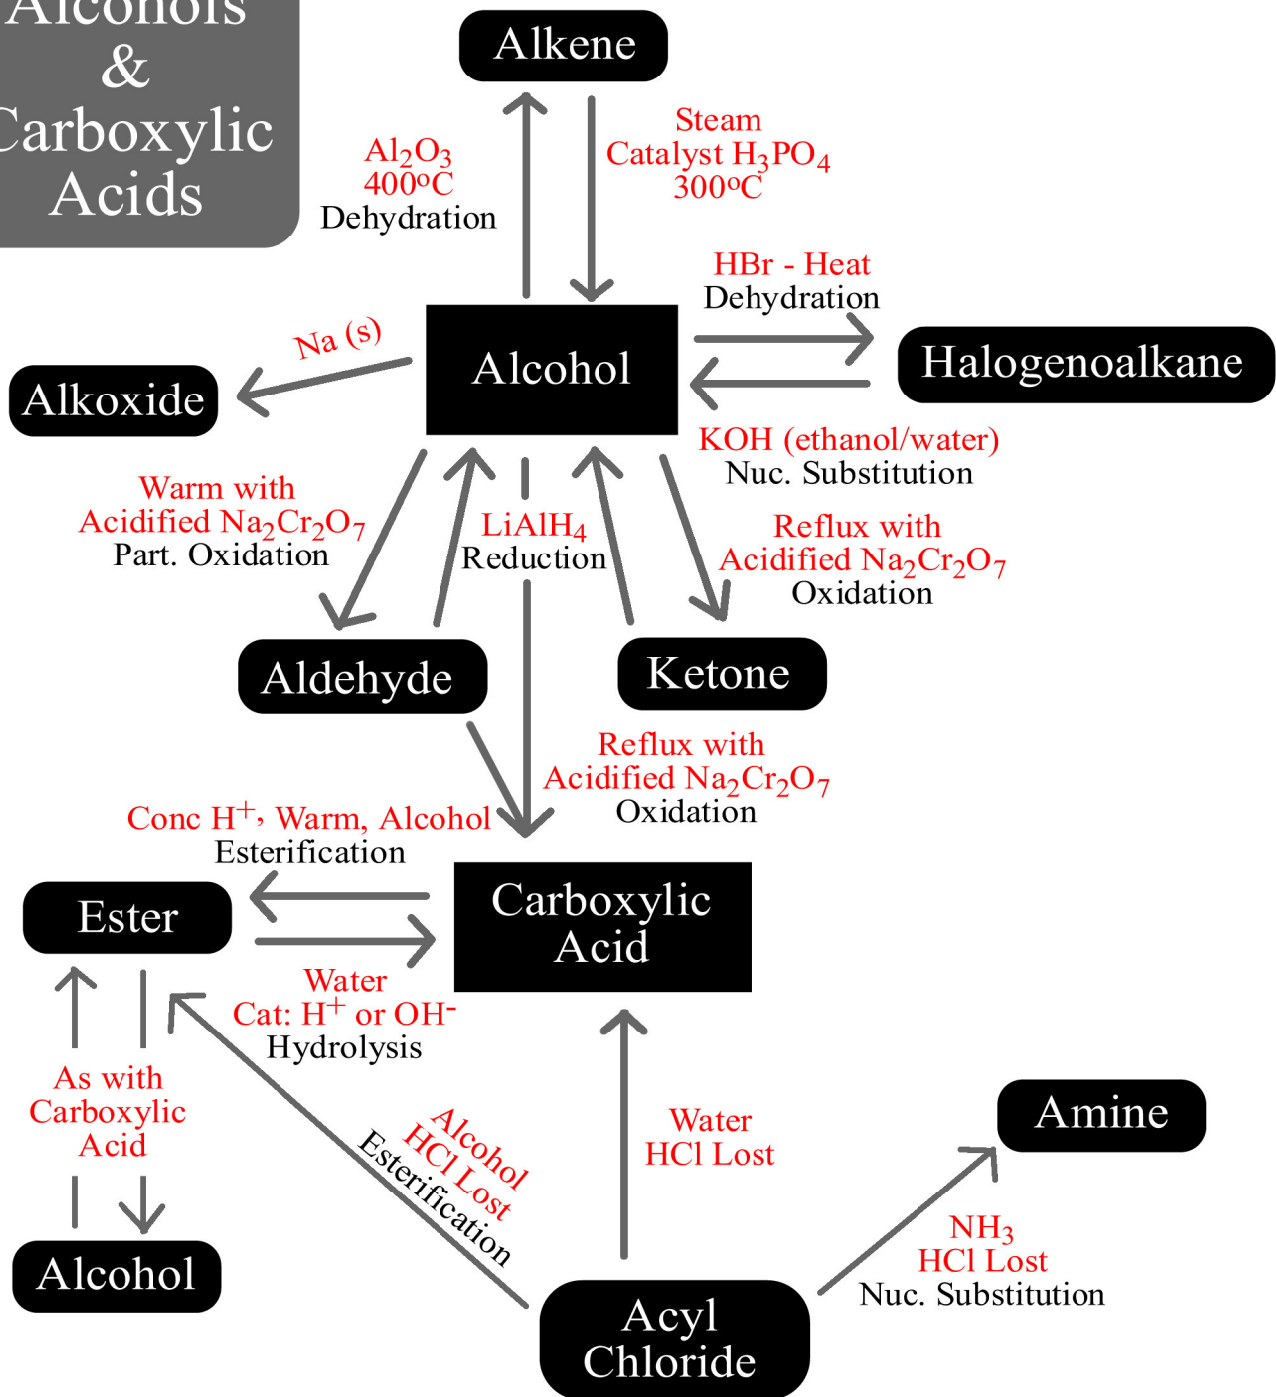 Alcohols
&
Carboxylic
Acids
Alkene
Al₂O₃
400ºC
Dehydration
Steam
Catalyst H₃PO₄
300ºC
HBr - Heat
Dehydration
Na (s)
Alcohol
Halogenoalkane
Alkoxide
KOH (ethanol/water)
Nuc. Substitution
Warm with
Acidified Na₂Cr₂O₇
Part. Oxidation
LiAlH₄
Reduction
Reflux with
Acidified Na₂Cr₂O₇
Oxidation
Aldehyde
Ketone
Reflux with
Acidified Na₂Cr₂O₇
Oxidation
Conc H⁺, Warm, Alcohol
Esterification
Ester
Carboxylic
Acid
Water
Cat: H⁺ or OH⁻
Hydrolysis
As with
Carboxylic
Acid
Alcohol
HCl Lost
Esterification
Water
HCl Lost
Amine
NH₃
HCl Lost
Nuc. Substitution
Alcohol
Acyl
Chloride